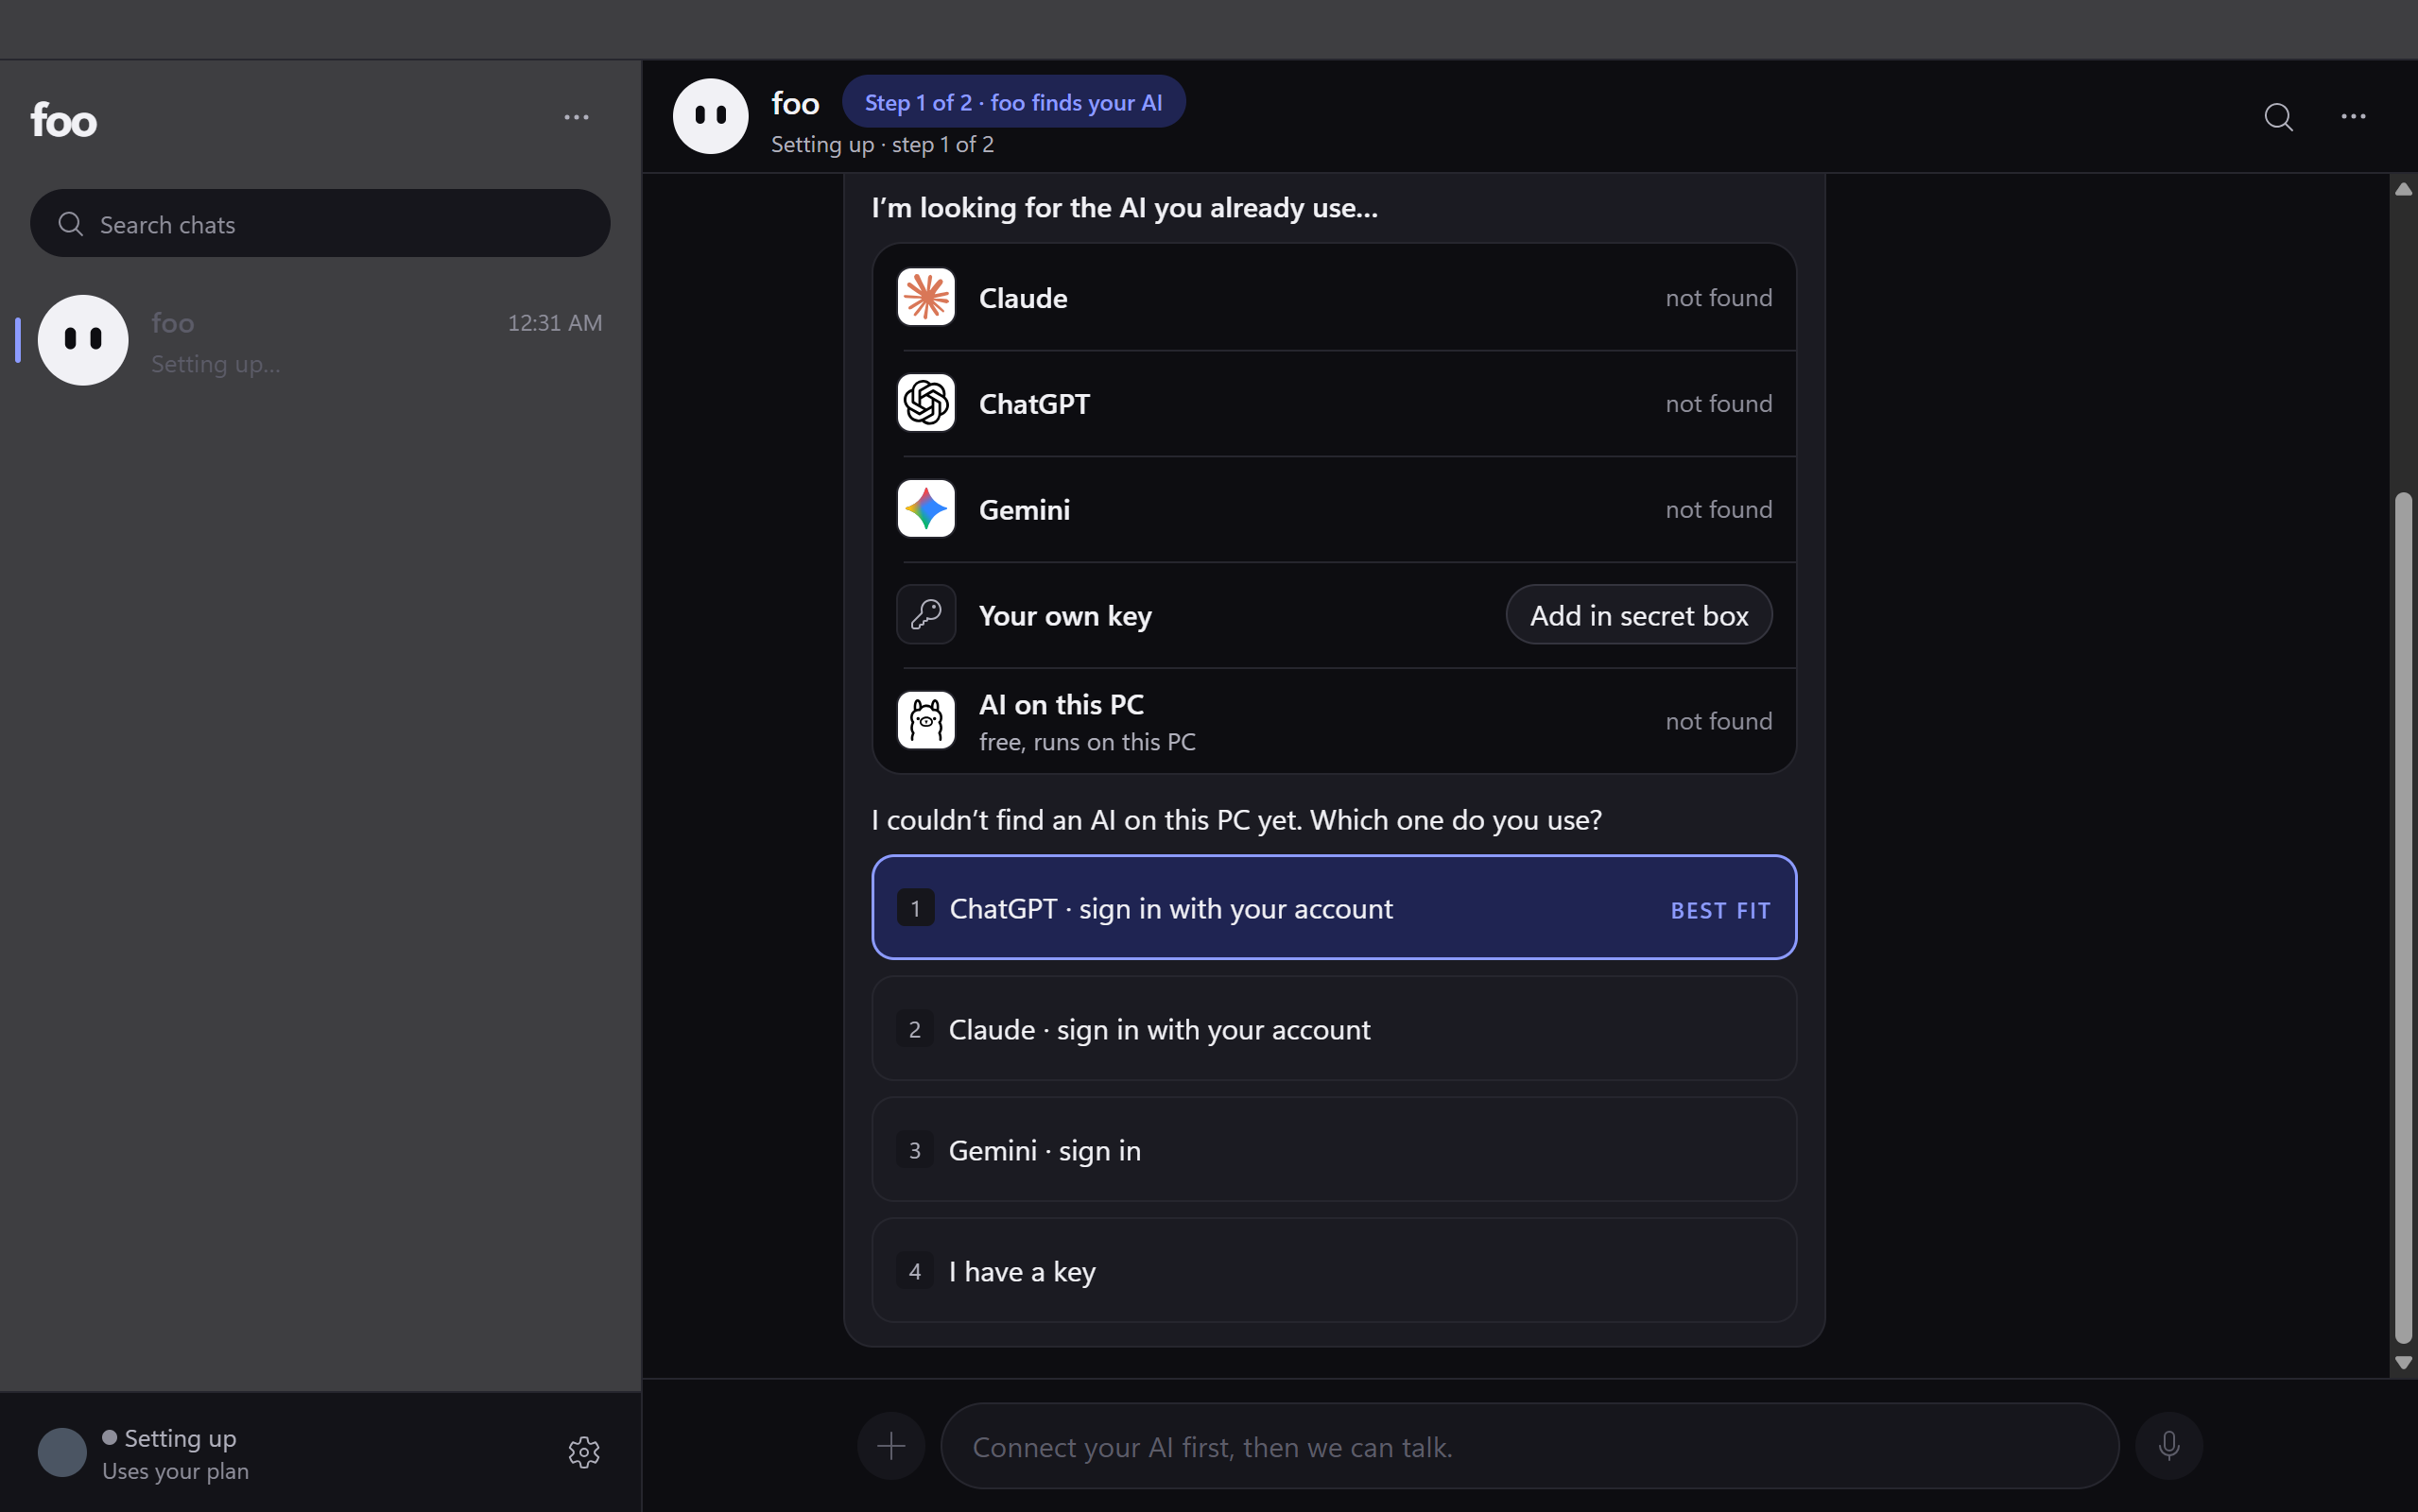 foo
Search chats
foo
12:31 AM
Setting up...
Setting up
Uses your plan
foo
Step 1 of 2 · foo finds your AI
Setting up · step 1 of 2
I’m looking for the AI you already use...
Claude
not found
ChatGPT
not found
Gemini
not found
Your own key
Add in secret box
AI on this PC
free, runs on this PC
not found
I couldn’t find an AI on this PC yet. Which one do you use?
1 ChatGPT · sign in with your account BEST FIT
2 Claude · sign in with your account
3 Gemini · sign in
4 I have a key
Connect your AI first, then we can talk.